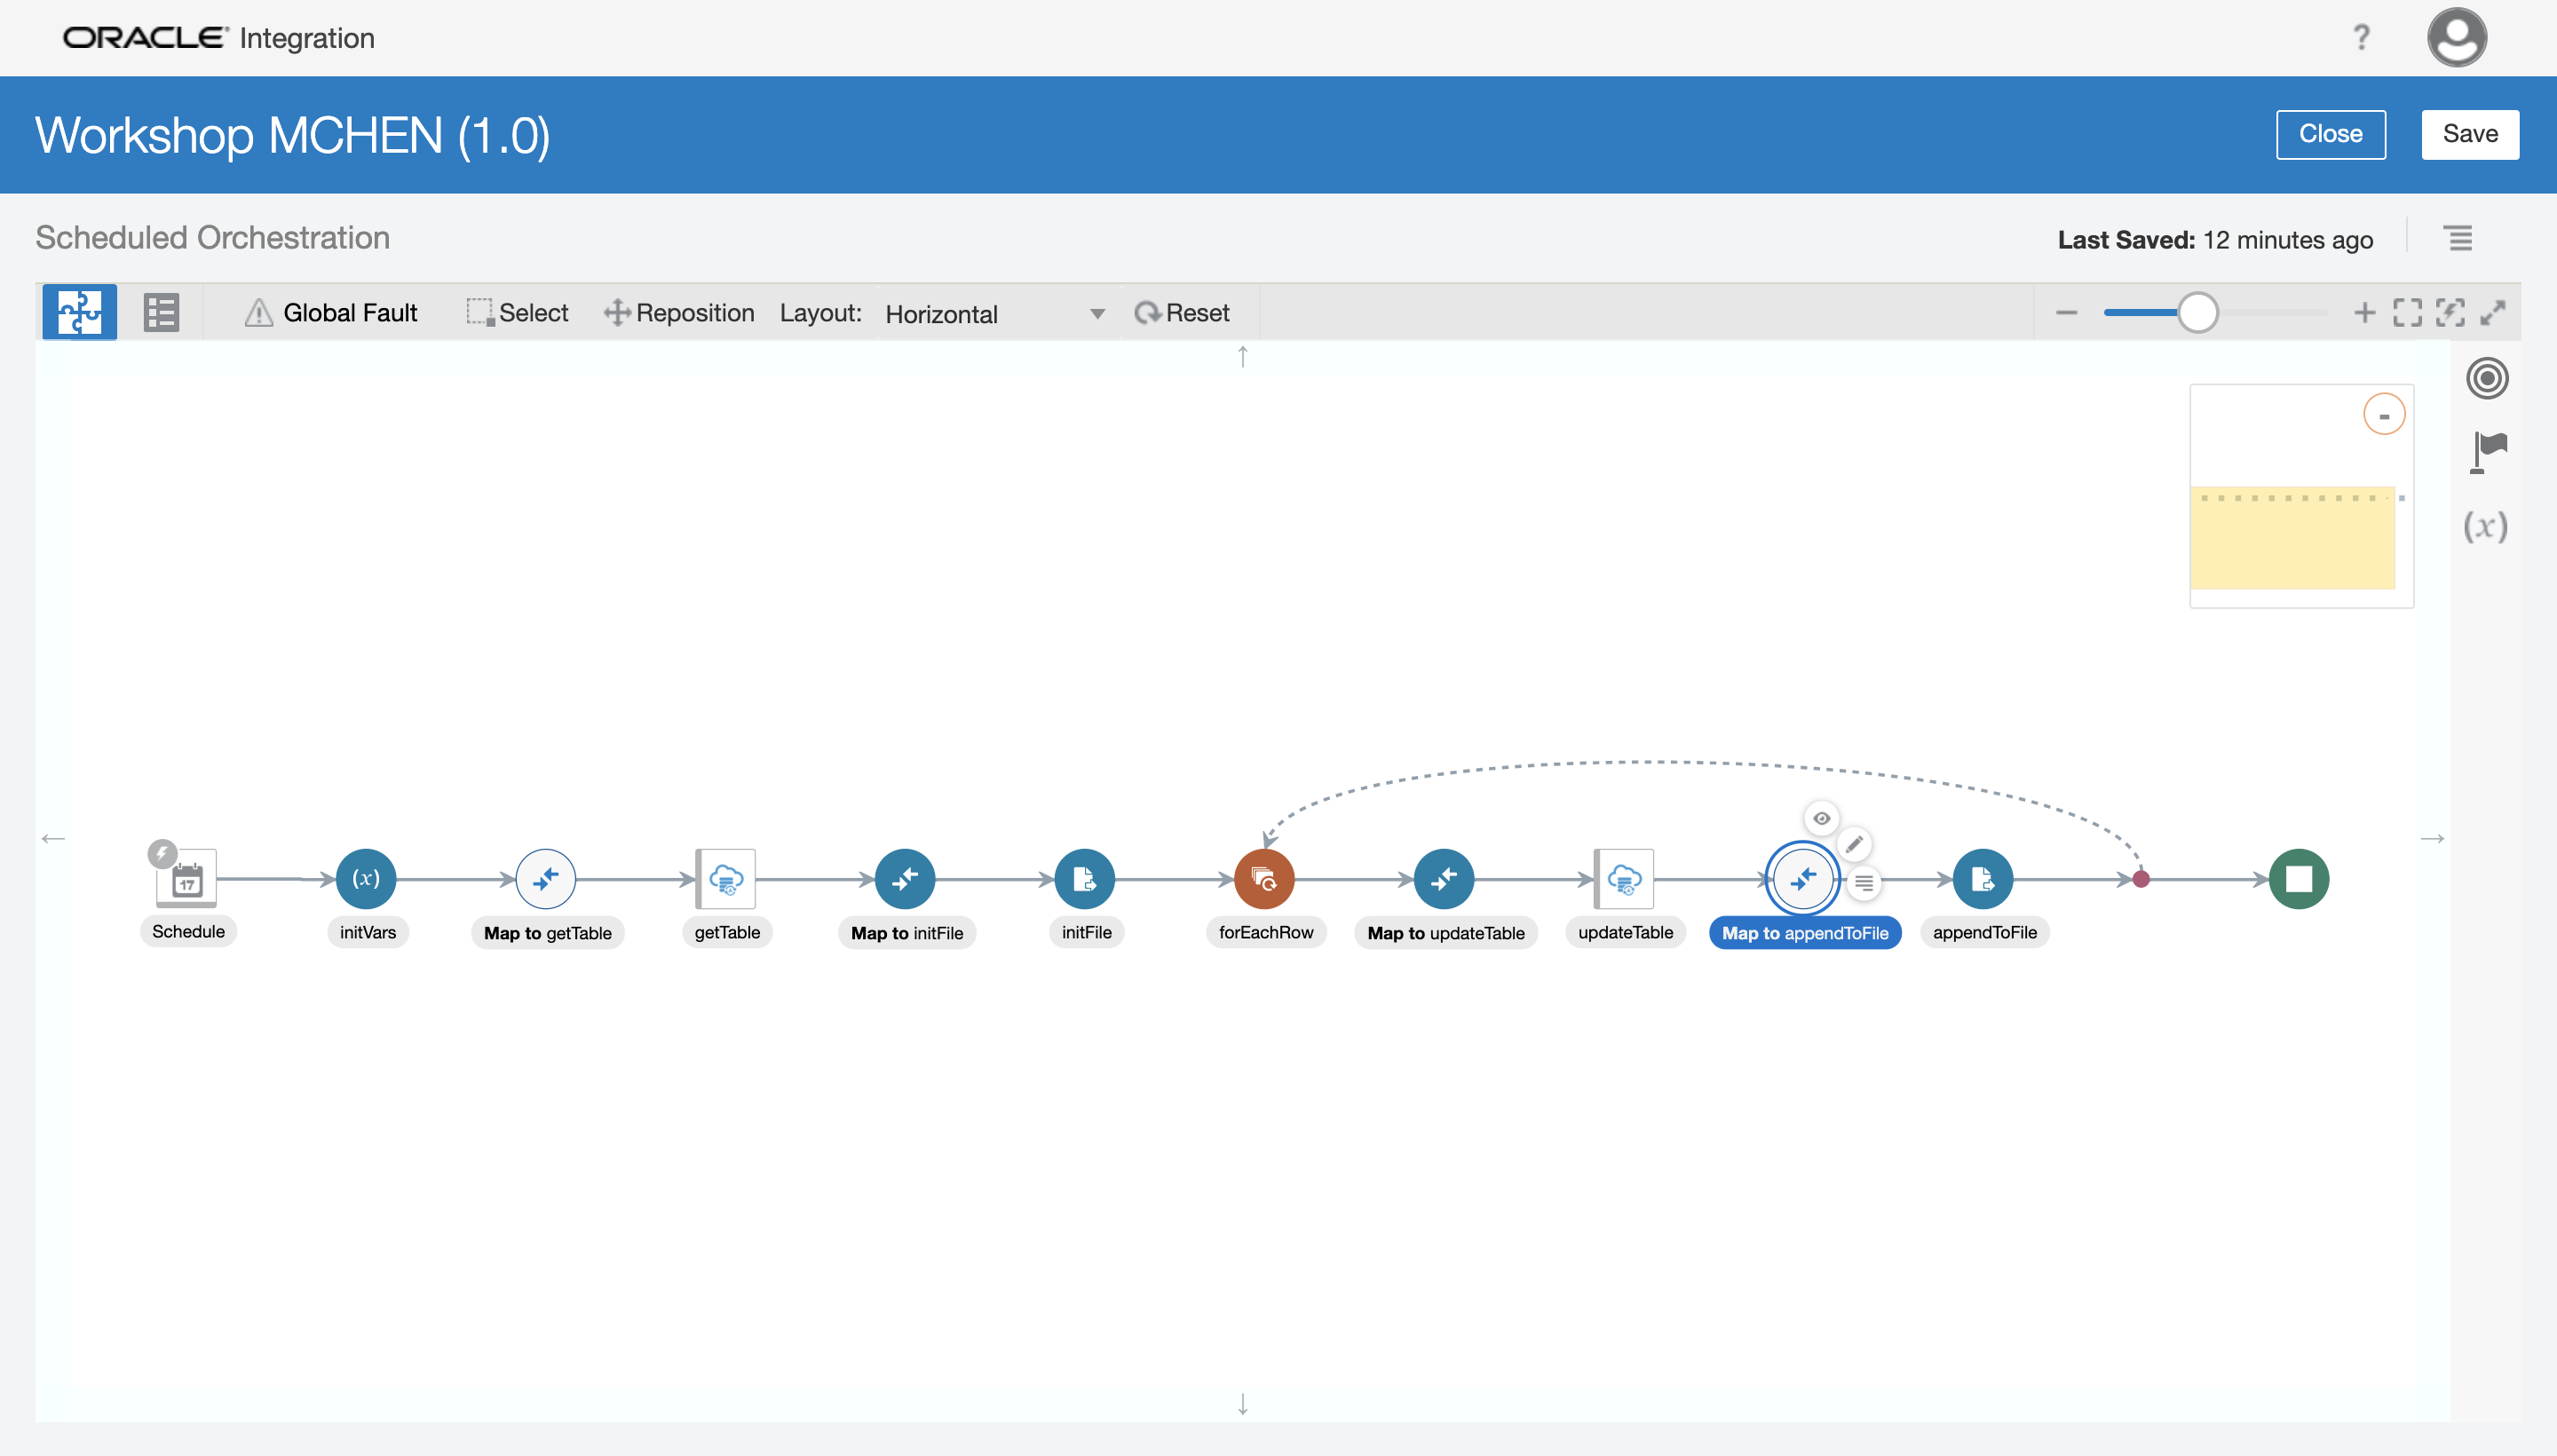 ORACLE Integration
?
Workshop MCHEN (1.0)
Close
Save
Scheduled Orchestration
Last Saved: 12 minutes ago
Global Fault
Select
Reposition
Layout:
Horizontal
Reset
(x)
17
(x)
Schedule
initVars
Map to getTable
getTable
Map to initFile
initFile
forEachRow
Map to updateTable
updateTable
Map to appendToFile
appendToFile